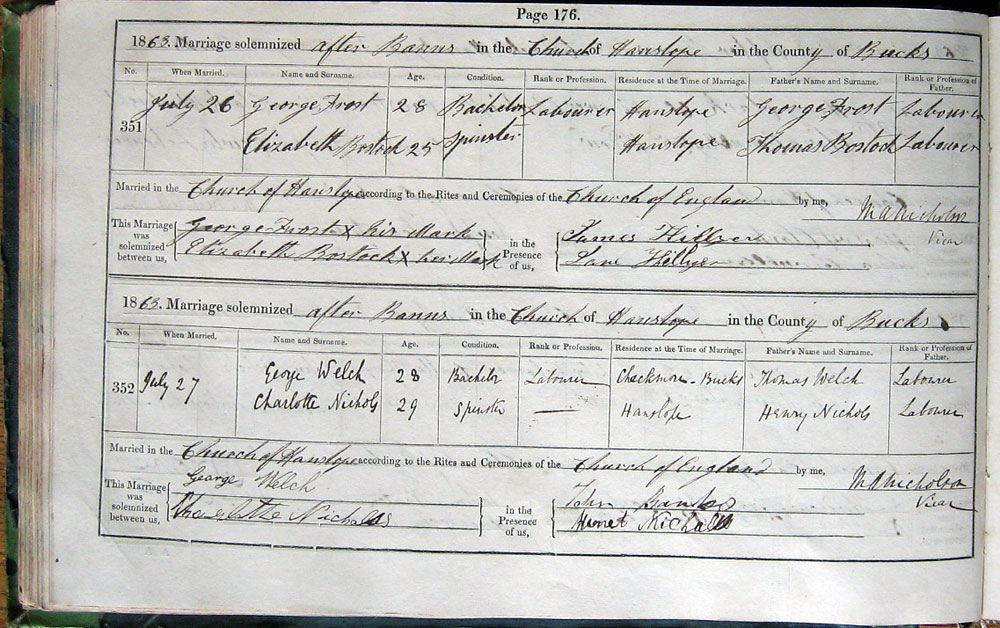 Page 176.
1863. Marriage solemnized after Banns in the Church of Hanslope in the County of Bucks
No. When Married. Name and Surname. Age. Condition. Rank or Profession. Residence at the Time of Marriage. Father's Name and Surname. Rank or Profession of Father.
351 July 26 George Frost 28 Bachelor Labourer Hanslope George Frost Labourer
Elizabeth Bostock 25 Spinster Hanslope Thomas Bostock Labourer
Married in the Church of Hanslope according to the Rites and Ceremonies of the Church of England by me, M A Nicholson
Vicar
This Marriage was solemnized between us, George Frost X his Mark
Elizabeth Bostock X her Mark
in the Presence of us, James Hillyer
Jane Hillyer
1863. Marriage solemnized after Banns in the Church of Hanslope in the County of Bucks
No. When Married. Name and Surname. Age. Condition. Rank or Profession. Residence at the Time of Marriage. Father's Name and Surname. Rank or Profession of Father.
352 July 27 George Welch 28 Bachelor Labourer Chackmore - Bucks Thomas Welch Labourer
Charlotte Nichols 29 Spinster — Hanslope Henry Nichols Labourer
Married in the Church of Hanslope according to the Rites and Ceremonies of the Church of England by me, M A Nicholson
Vicar
This Marriage was solemnized between us, George Welch
Charlotte Nicholls
In the Presence of us, John
Nicholls